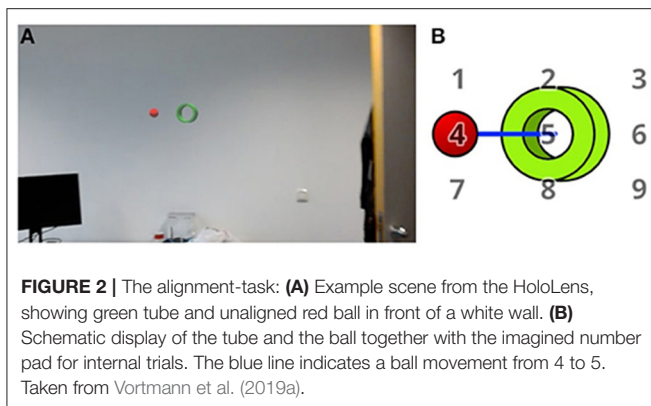 A
B
1 2 3
4 5 6
7 8 9
FIGURE 2 | The alignment-task: (A) Example scene from the HoloLens,
showing green tube and unaligned red ball in front of a white wall. (B)
Schematic display of the tube and the ball together with the imagined number
pad for internal trials. The blue line indicates a ball movement from 4 to 5.
Taken from Vortmann et al. (2019a).